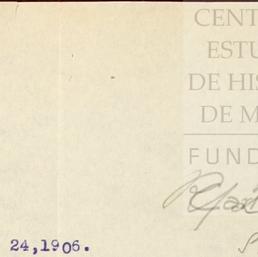 CENT
ESTU
DE HIS
DE M
FUND
24,1906.